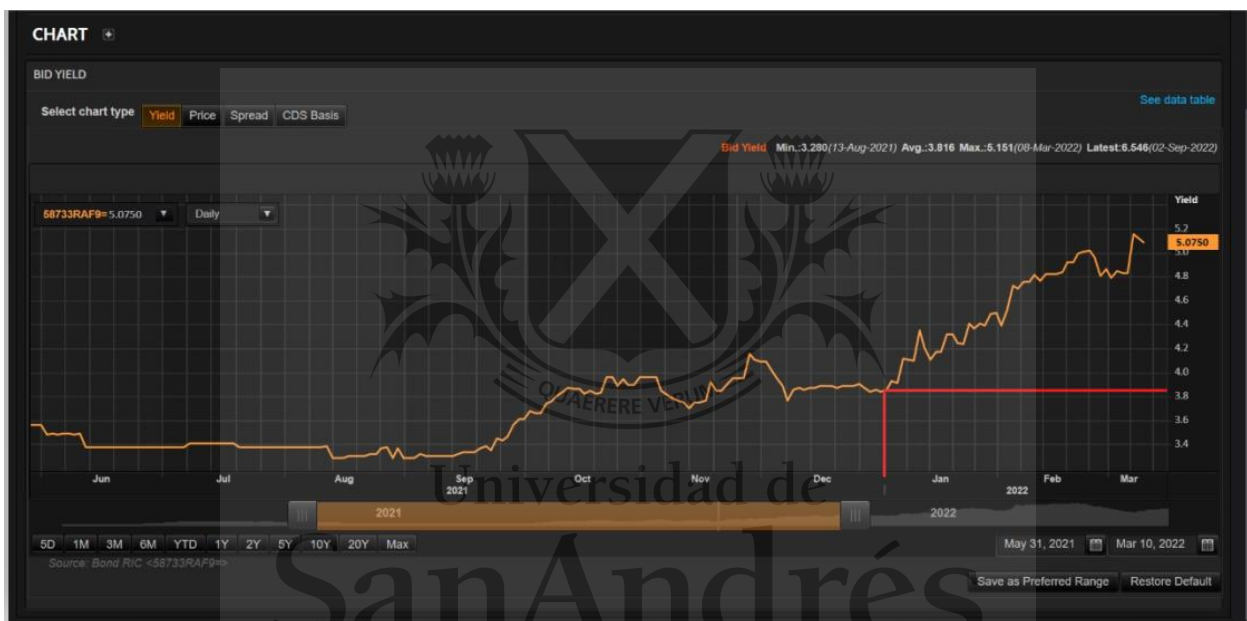 CHART +
BID YIELD
See data table
Select chart type Yield Price Spread CDS Basis
Bid Yield Min.:3.280(13-Aug-2021) Avg.:3.816 Max.:5.151(08-Mar-2022) Latest:6.546(02-Sep-2022)
Yield
58733RAF9=5.0750 Daily
5.2
5.0750
5.0
4.8
4.6
4.4
4.2
4.0
QUAERERE VERUM
3.8
3.6
3.4
Jun Jul Aug Sep Oct Nov Dec Jan Feb Mar
2021 2022
Universidad de
2021 2022
5D 1M 3M 6M YTD 1Y 2Y 5Y 10Y 20Y Max May 31, 2021 Mar 10, 2022
Source: Bond RIC <58733RAF9=>
Save as Preferred Range Restore Default
SanAndrés